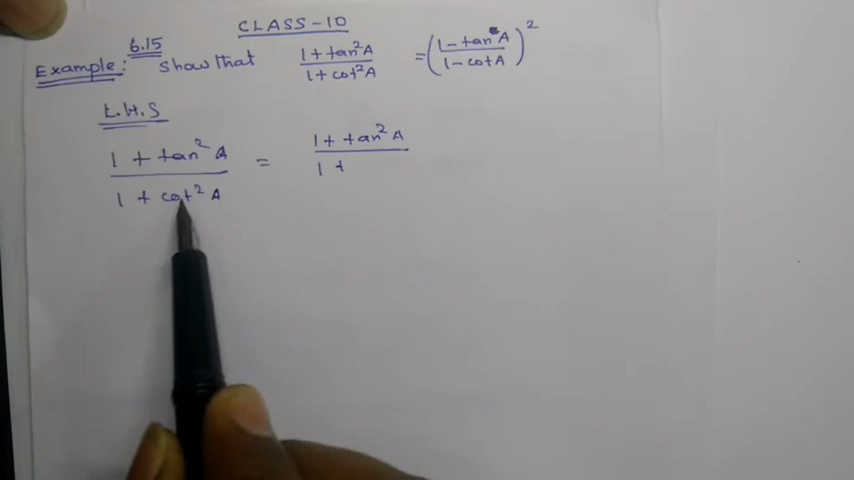 CLASS-10
Example: 6.15 Show that (1 + tan²A)/(1 + cot²A) = ((1 - tan A)/(1 - cot A))²
L.H.S
(1 + tan² A)/(1 + cot² A) = (1 + tan² A)/(1 +